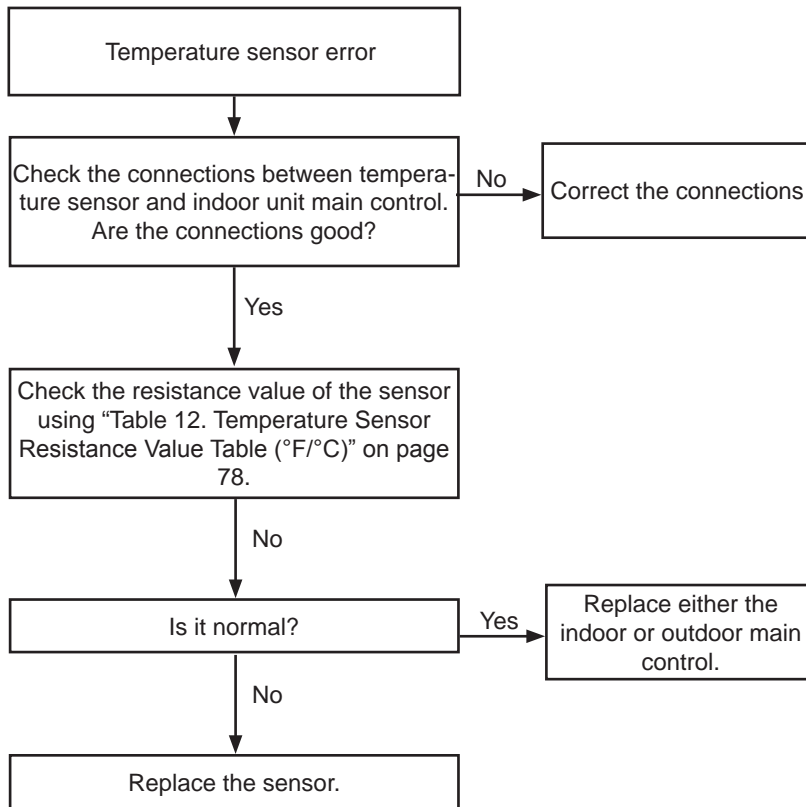 Temperature sensor error
Check the connections between tempera-
ture sensor and indoor unit main control.
Are the connections good?
No
Correct the connections
Yes
Check the resistance value of the sensor
using “Table 12. Temperature Sensor
Resistance Value Table (°F/°C)” on page
78.
No
Is it normal?
Yes
Replace either the
indoor or outdoor main
control.
No
Replace the sensor.